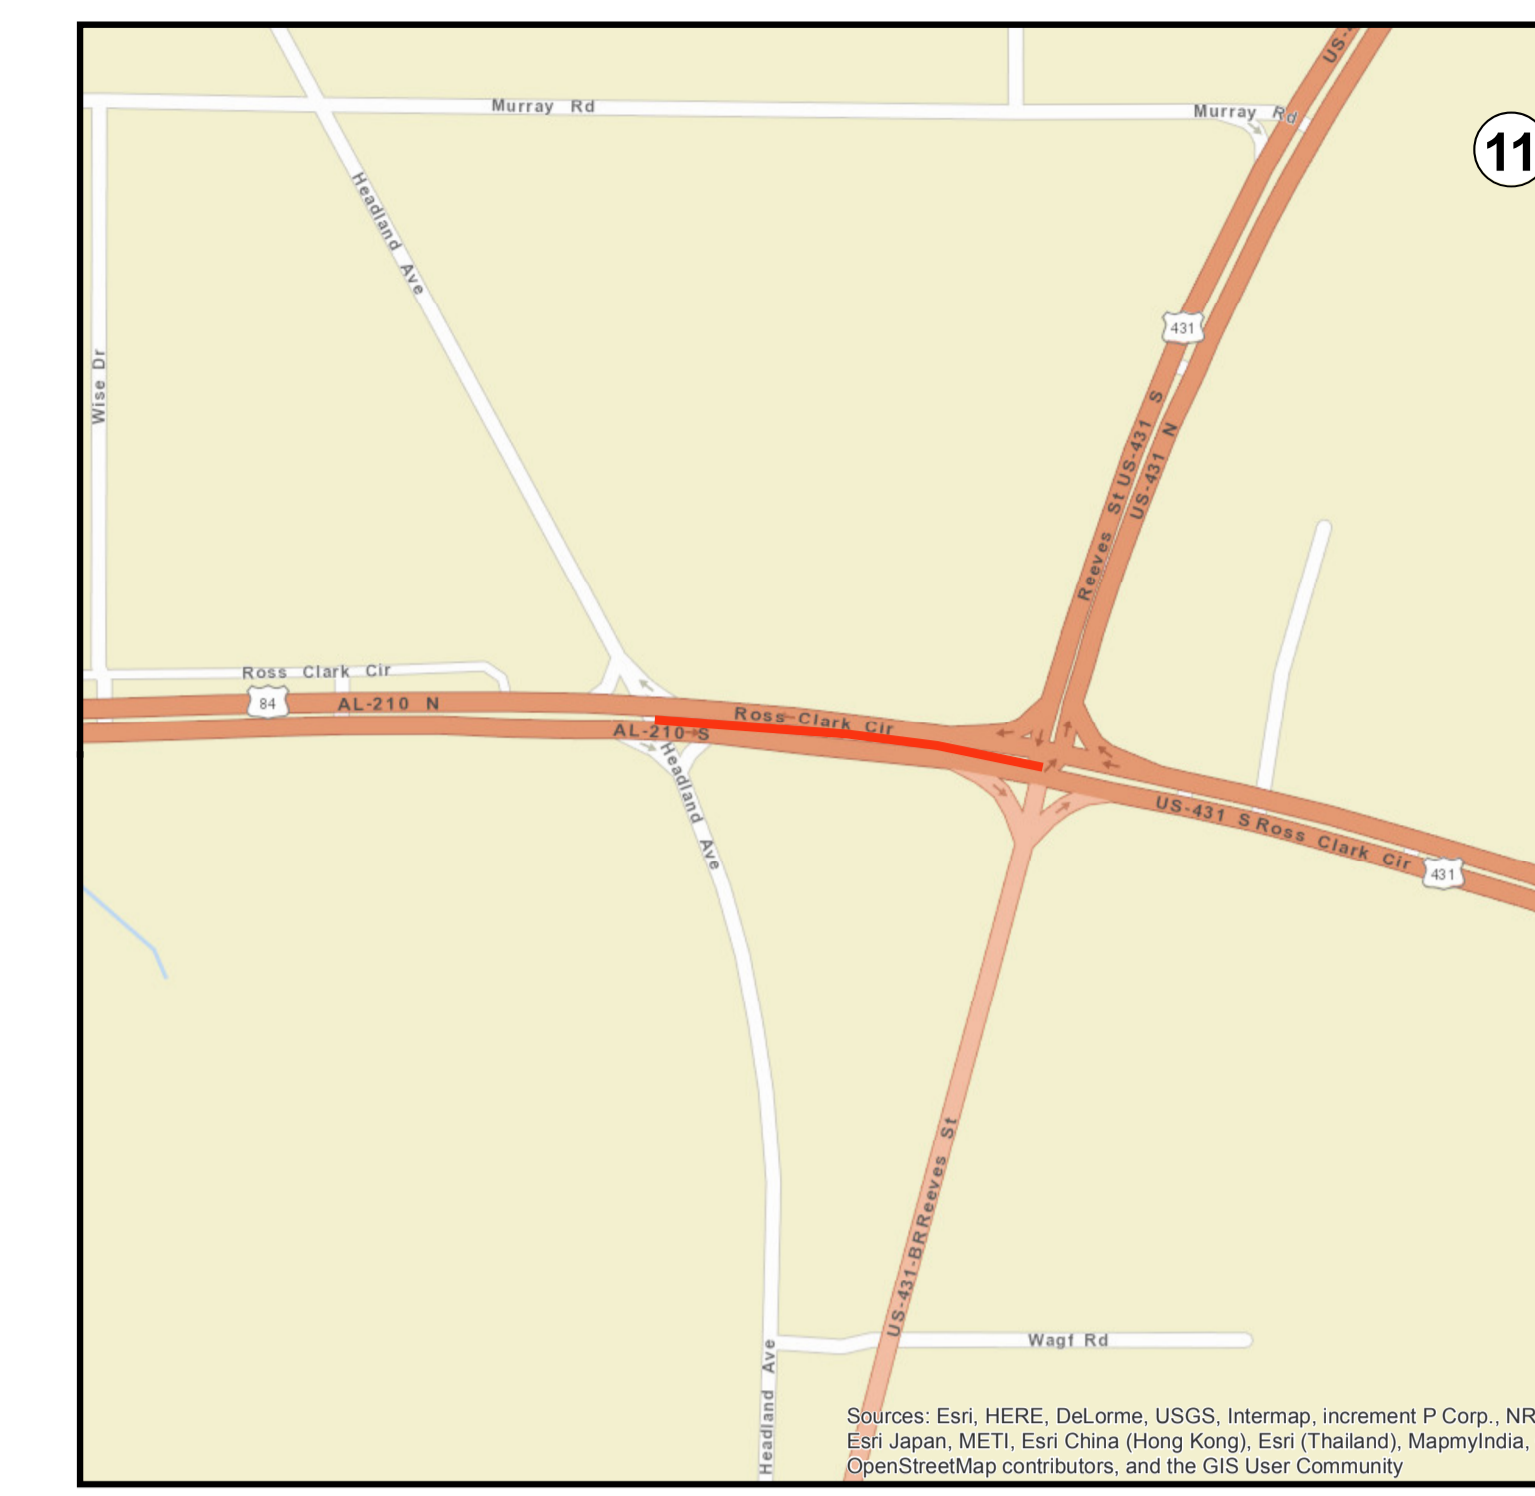 US-
Murray Rd
Murray Rd
11
Headland Ave
431
Wise Dr
Reeves St US-431 S
US-431 N
Ross Clark Cir
84
AL-210 N
Ross Clark Cir
AL-210 S
Headland Ave
US-431 S Ross Clark Cir
431
US-431-BR Reeves St
Wagf Rd
Headland Ave
Sources: Esri, HERE, DeLorme, USGS, Intermap, increment P Corp., NR
Esri Japan, METI, Esri China (Hong Kong), Esri (Thailand), MapmyIndia,
OpenStreetMap contributors, and the GIS User Community